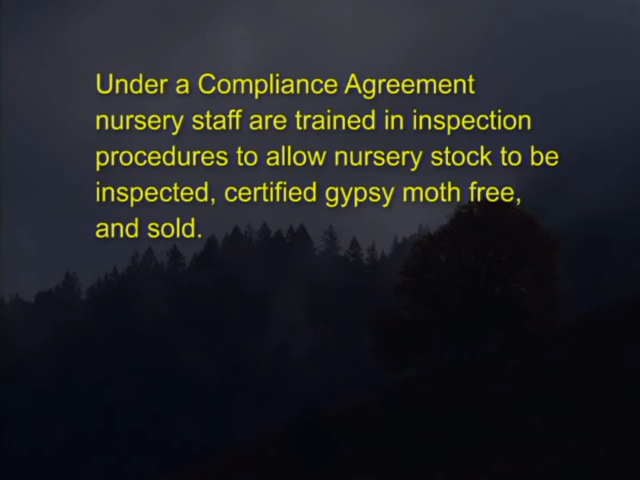 Under a Compliance Agreement
nursery staff are trained in inspection
procedures to allow nursery stock to be
inspected, certified gypsy moth free,
and sold.